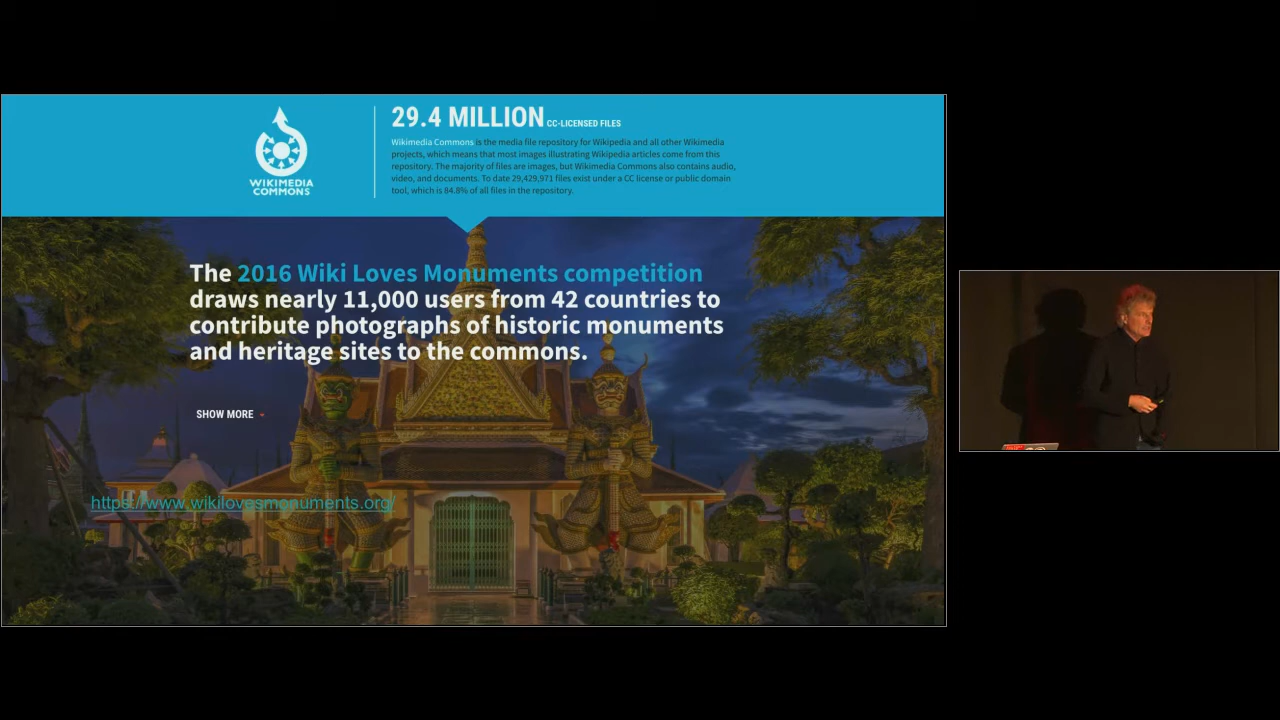 WIKIMEDIA
COMMONS
29.4 MILLION CC-LICENSED FILES
Wikimedia Commons is the media file repository for Wikipedia and all other Wikimedia
projects, which means that most images illustrating Wikipedia articles come from this
repository. The majority of files are images, but Wikimedia Commons also contains audio,
video, and documents. To date 29,429,971 files exist under a CC license or public domain
tool, which is 84.8% of all files in the repository.
The 2016 Wiki Loves Monuments competition
draws nearly 11,000 users from 42 countries to
contribute photographs of historic monuments
and heritage sites to the commons.
SHOW MORE
https://www.wikilovesmonuments.org/